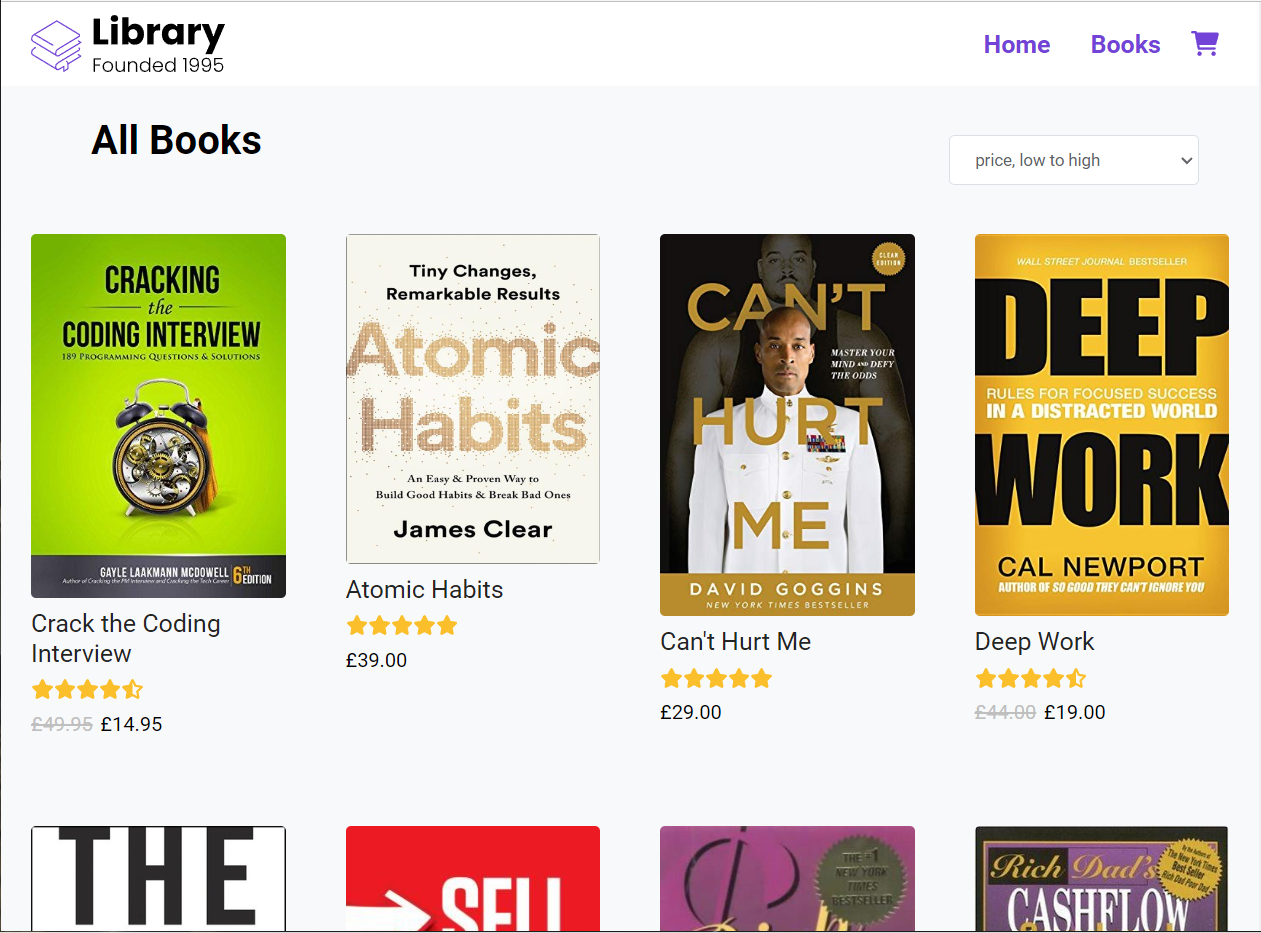 Library
Founded 1995
Home
Books
All Books
price, low to high
CRACKING
the
CODING INTERVIEW
189 PROGRAMMING QUESTIONS & SOLUTIONS
GAYLE LAAKMANN MCDOWELL
Author of Cracking the PM Interview and Cracking the Tech Career
6TH EDITION
Crack the Coding
Interview
£49.95 £14.95
Tiny Changes,
Remarkable Results
Atomic
Habits
An Easy & Proven Way to
Build Good Habits & Break Bad Ones
James Clear
Atomic Habits
£39.00
CLEAN
EDITION
CAN'T
MASTER YOUR
MIND AND DEFY
THE ODDS
HURT
ME
DAVID GOGGINS
NEW YORK TIMES BESTSELLER
Can't Hurt Me
£29.00
WALL STREET JOURNAL BESTSELLER
DEEP
RULES FOR FOCUSED SUCCESS
IN A DISTRACTED WORLD
WORK
CAL NEWPORT
AUTHOR OF SO GOOD THEY CAN'T IGNORE YOU
Deep Work
£44.00 £19.00
THE
SELL
THE #1
NEW YORK
TIMES
BESTSELLER
Rich Dad's
CASHFLOW
By the Authors of
The New York Times
Best Seller
Rich Dad Poor Dad